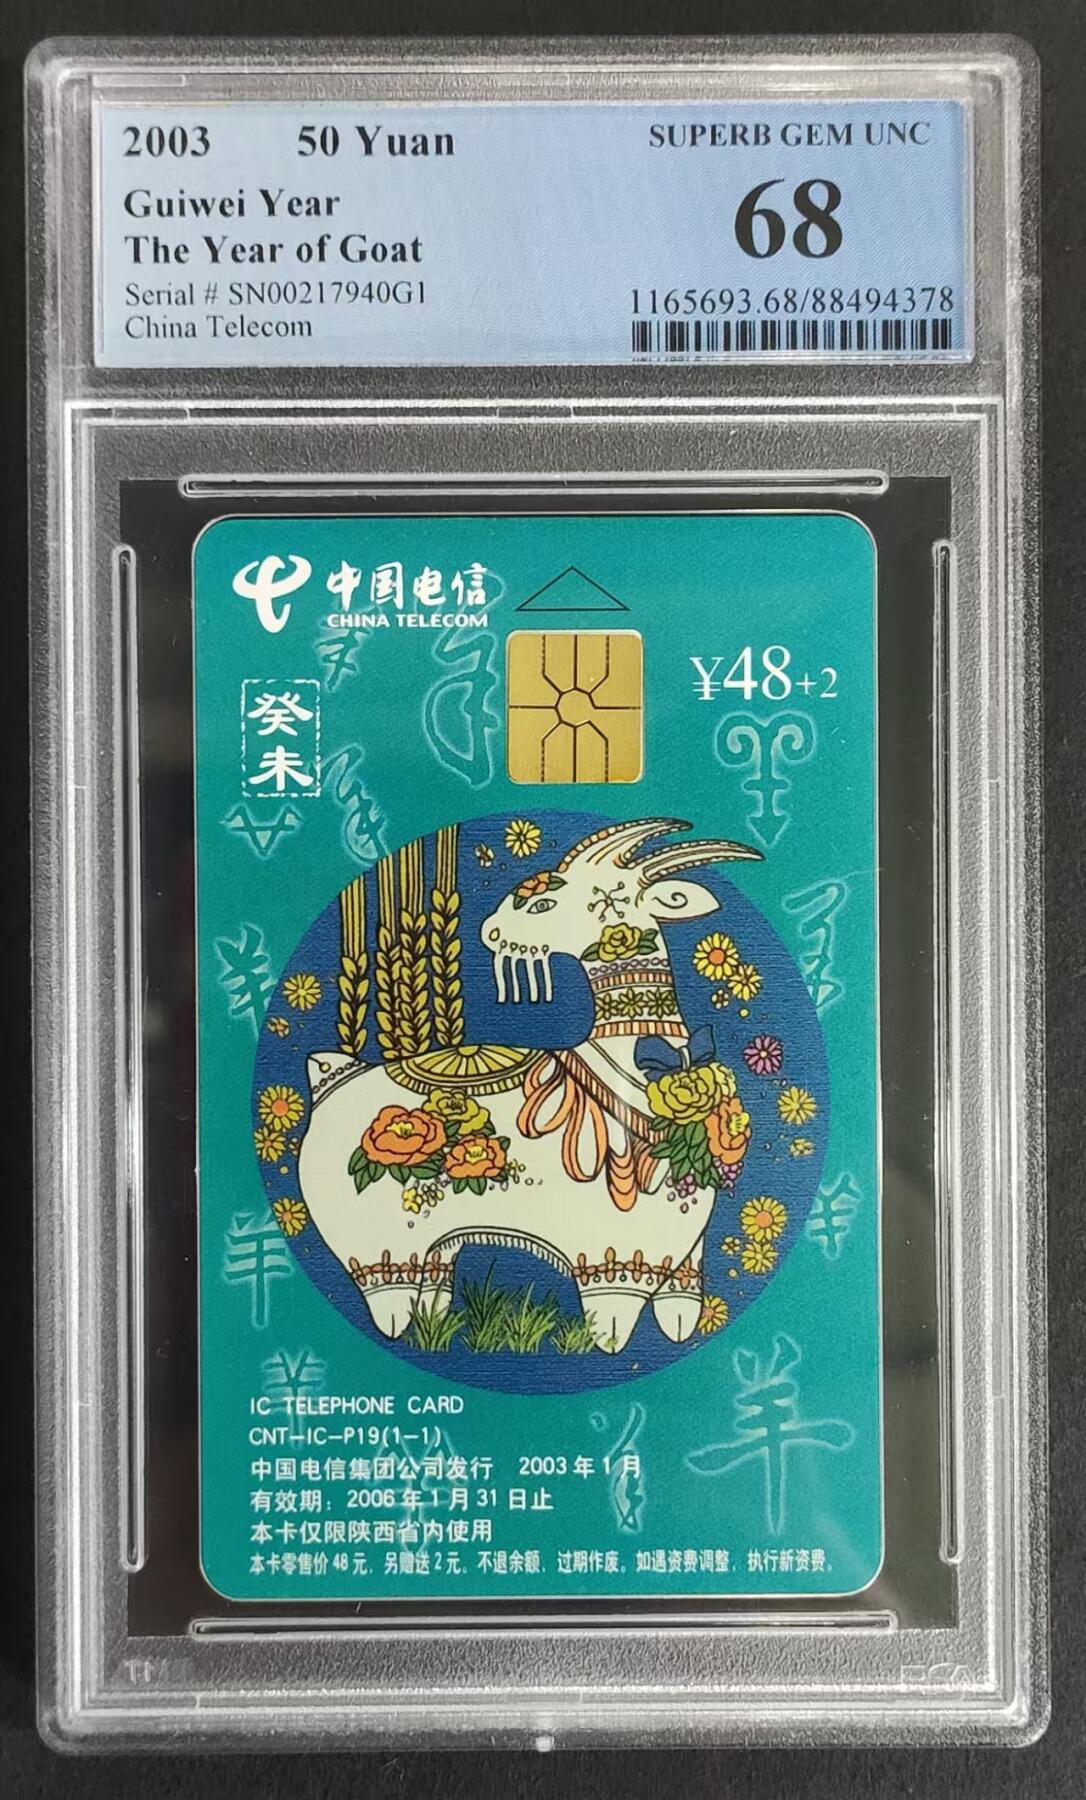 2003 50 Yuan
SUPERB GEM UNC
Guiwei Year
68
The Year of Goat
Serial # SN00217940G1
China Telecom
1165693.68/88494378
中国电信
CHINA TELECOM
¥48+2
癸未
羊
羊
羊
羊
羊
IC TELEPHONE CARD
CNT-IC-P19(1-1)
中国电信集团公司发行 2003年1月
有效期：2006年1月31日止
本卡仅限陕西省内使用
本卡零售价48元，另赠送2元。不退余额，过期作废。如遇资费调整，执行新资费。